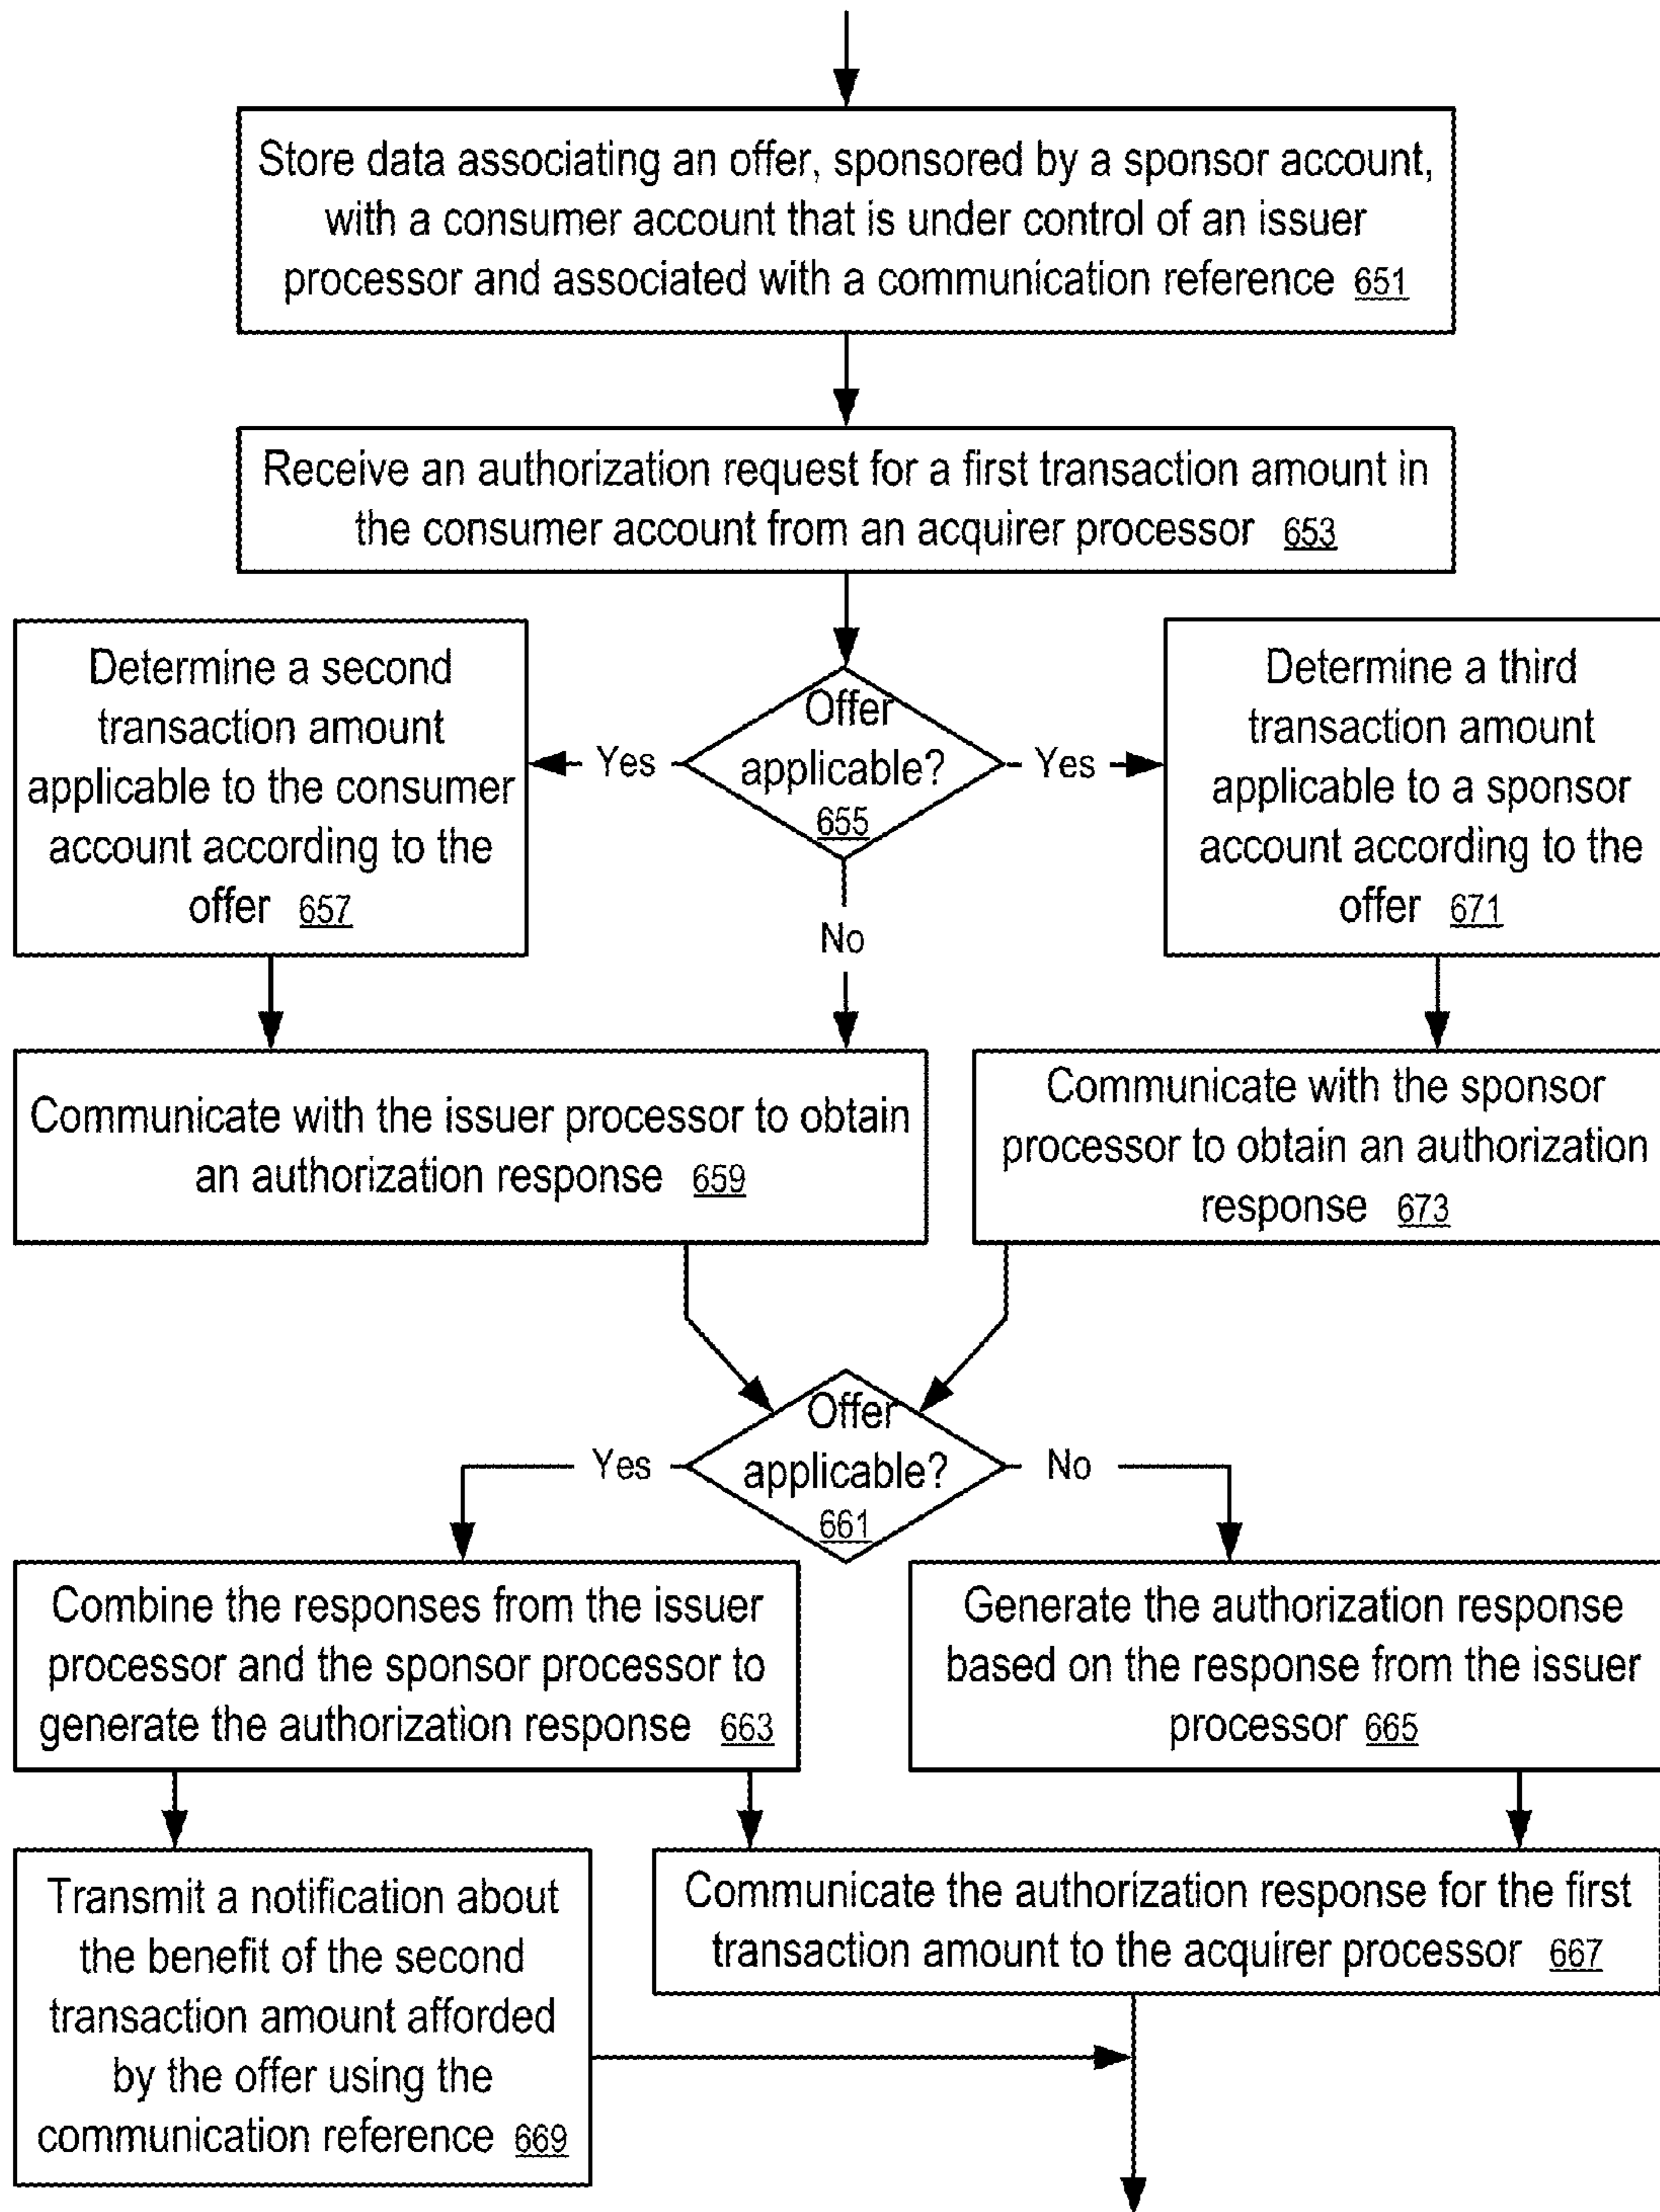 Store data associating an offer, sponsored by a sponsor account,
with a consumer account that is under control of an issuer
processor and associated with a communication reference 651
Receive an authorization request for a first transaction amount in
the consumer account from an acquirer processor 653
Determine a second
transaction amount
applicable to the consumer
account according to the
offer 657
Yes
Offer
applicable?
655
Yes
No
Determine a third
transaction amount
applicable to a sponsor
account according to the
offer 671
Communicate with the issuer processor to obtain
an authorization response 659
Communicate with the sponsor
processor to obtain an authorization
response 673
Yes
Offer
applicable?
661
No
Combine the responses from the issuer
processor and the sponsor processor to
generate the authorization response 663
Generate the authorization response
based on the response from the issuer
processor 665
Transmit a notification about
the benefit of the second
transaction amount afforded
by the offer using the
communication reference 669
Communicate the authorization response for the first
transaction amount to the acquirer processor 667